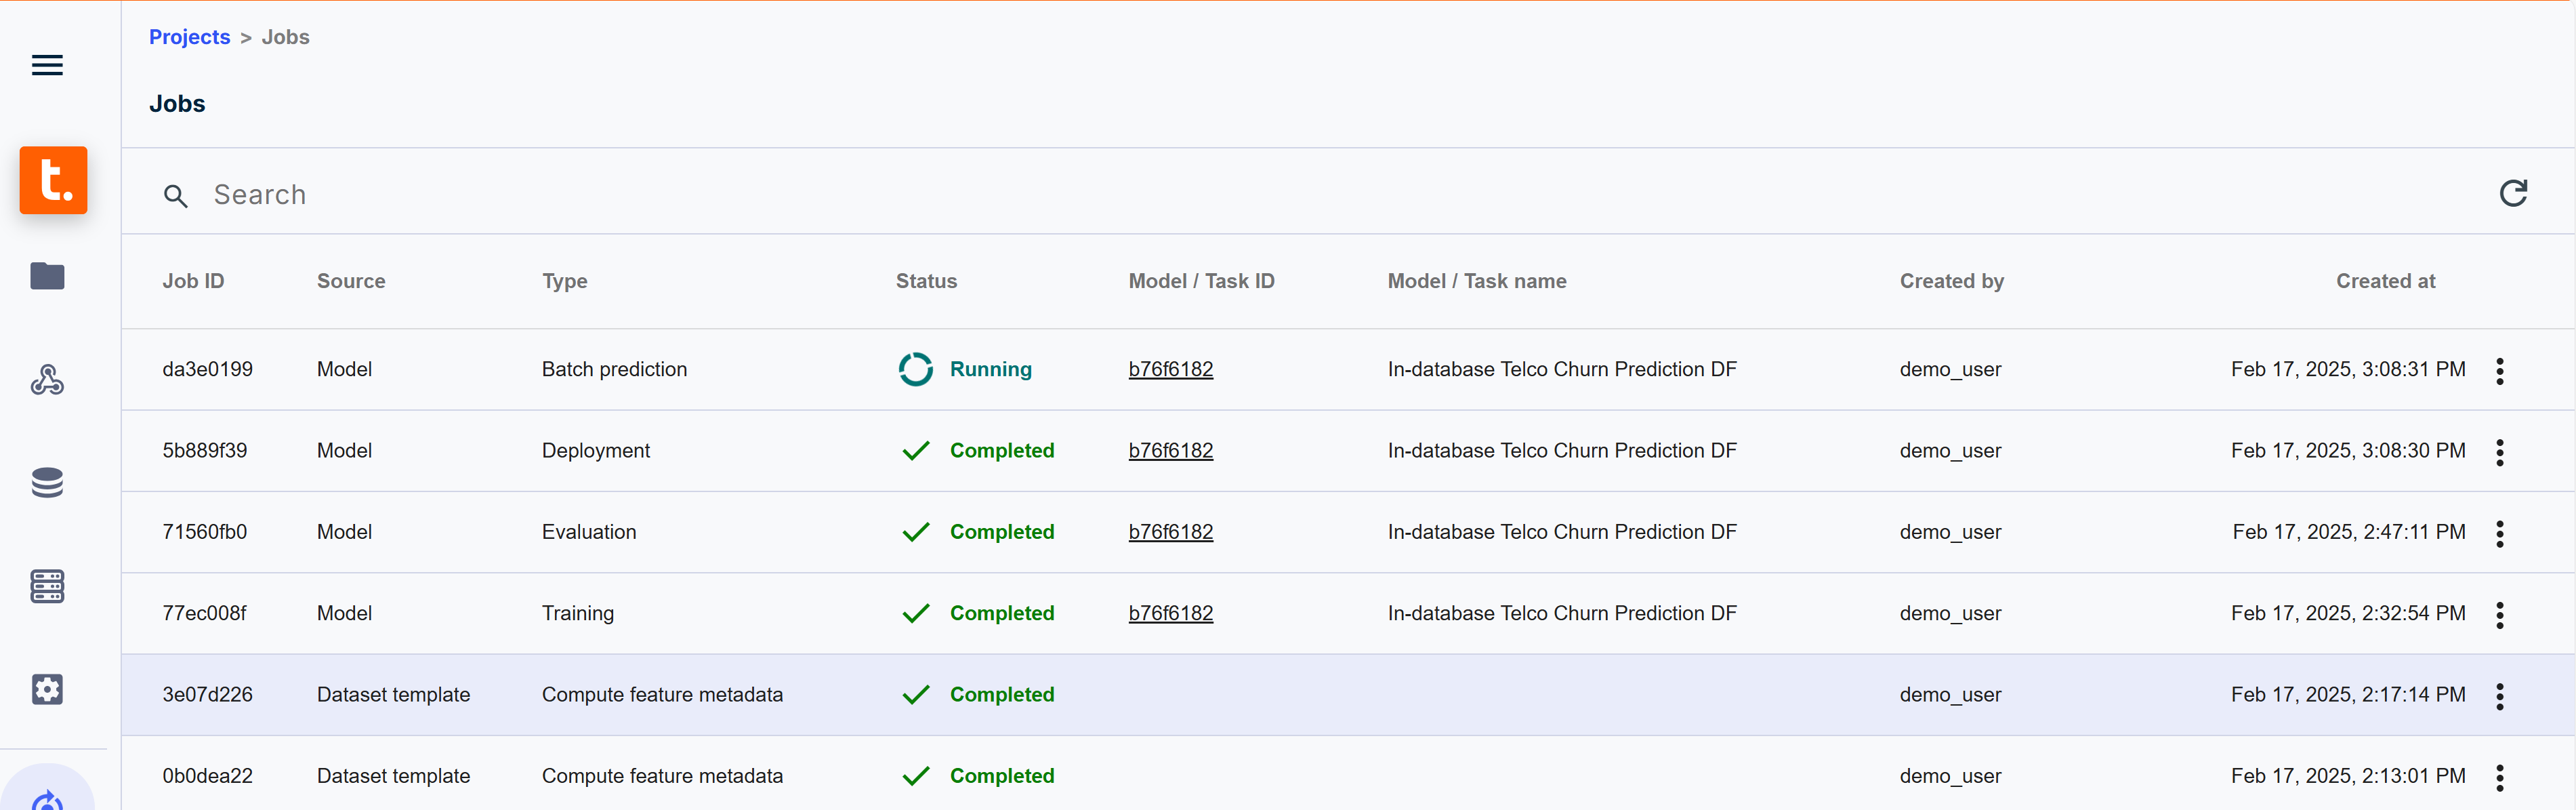 Projects > Jobs
Jobs
t.
Search
Job ID Source Type Status Model / Task ID Model / Task name Created by Created at
da3e0199 Model Batch prediction Running b76f6182 In-database Telco Churn Prediction DF demo_user Feb 17, 2025, 3:08:31 PM
5b889f39 Model Deployment Completed b76f6182 In-database Telco Churn Prediction DF demo_user Feb 17, 2025, 3:08:30 PM
71560fb0 Model Evaluation Completed b76f6182 In-database Telco Churn Prediction DF demo_user Feb 17, 2025, 2:47:11 PM
77ec008f Model Training Completed b76f6182 In-database Telco Churn Prediction DF demo_user Feb 17, 2025, 2:32:54 PM
3e07d226 Dataset template Compute feature metadata Completed demo_user Feb 17, 2025, 2:17:14 PM
0b0dea22 Dataset template Compute feature metadata Completed demo_user Feb 17, 2025, 2:13:01 PM